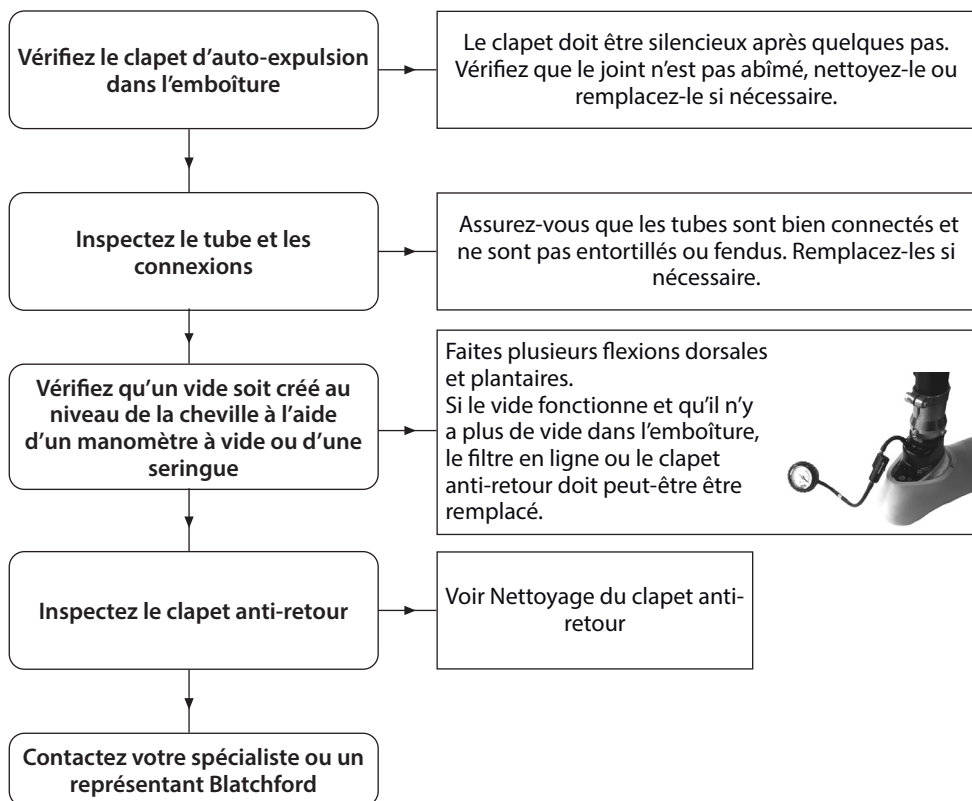 Vérifiez le clapet d’auto-expulsion
dans l’emboîture
Le clapet doit être silencieux après quelques pas.
Vérifiez que le joint n’est pas abîmé, nettoyez-le ou
remplacez-le si nécessaire.
Inspectez le tube et les
connexions
Assurez-vous que les tubes sont bien connectés et
ne sont pas entortillés ou fendus. Remplacez-les si
nécessaire.
Vérifiez qu’un vide soit créé au
niveau de la cheville à l’aide
d’un manomètre à vide ou d’une
seringue
Faites plusieurs flexions dorsales
et plantaires.
Si le vide fonctionne et qu’il n’y
a plus de vide dans l’emboîture,
le filtre en ligne ou le clapet
anti-retour doit peut-être être
remplacé.
Inspectez le clapet anti-retour
Voir Nettoyage du clapet anti-
retour
Contactez votre spécialiste ou un
représentant Blatchford